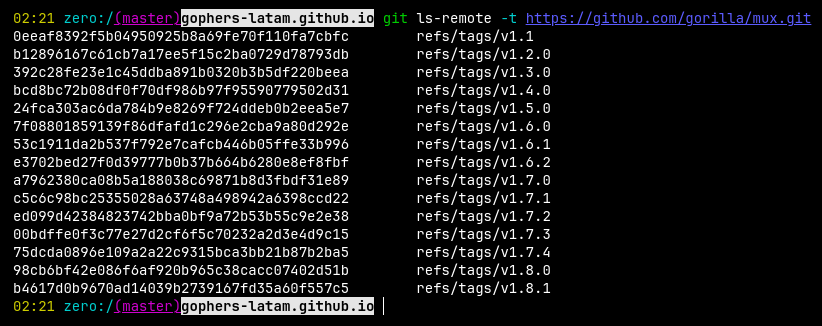 02:21 zero:/(master)gophers-latam.github.io git ls-remote -t https://github.com/gorilla/mux.git
0eeaf8392f5b04950925b8a69fe70f110fa7cbfc refs/tags/v1.1
b12896167c61cb7a17ee5f15c2ba0729d78793db refs/tags/v1.2.0
392c28fe23e1c45ddba891b0320b3b5df220beea refs/tags/v1.3.0
bcd8bc72b08df0f70df986b97f95590779502d31 refs/tags/v1.4.0
24fca303ac6da784b9e8269f724ddeb0b2eea5e7 refs/tags/v1.5.0
7f08801859139f86dfafd1c296e2cba9a80d292e refs/tags/v1.6.0
53c1911da2b537f792e7cafcb446b05ffe33b996 refs/tags/v1.6.1
e3702bed27f0d39777b0b37b664b6280e8ef8fbf refs/tags/v1.6.2
a7962380ca08b5a188038c69871b8d3fbdf31e89 refs/tags/v1.7.0
c5c6c98bc25355028a63748a498942a6398ccd22 refs/tags/v1.7.1
ed099d42384823742bba0bf9a72b53b55c9e2e38 refs/tags/v1.7.2
00bdffe0f3c77e27d2cf6f5c70232a2d3e4d9c15 refs/tags/v1.7.3
75dcda0896e109a2a22c9315bca3bb21b87b2ba5 refs/tags/v1.7.4
98cb6bf42e086f6af920b965c38cacc07402d51b refs/tags/v1.8.0
b4617d0b9670ad14039b2739167fd35a60f557c5 refs/tags/v1.8.1
02:21 zero:/(master)gophers-latam.github.io